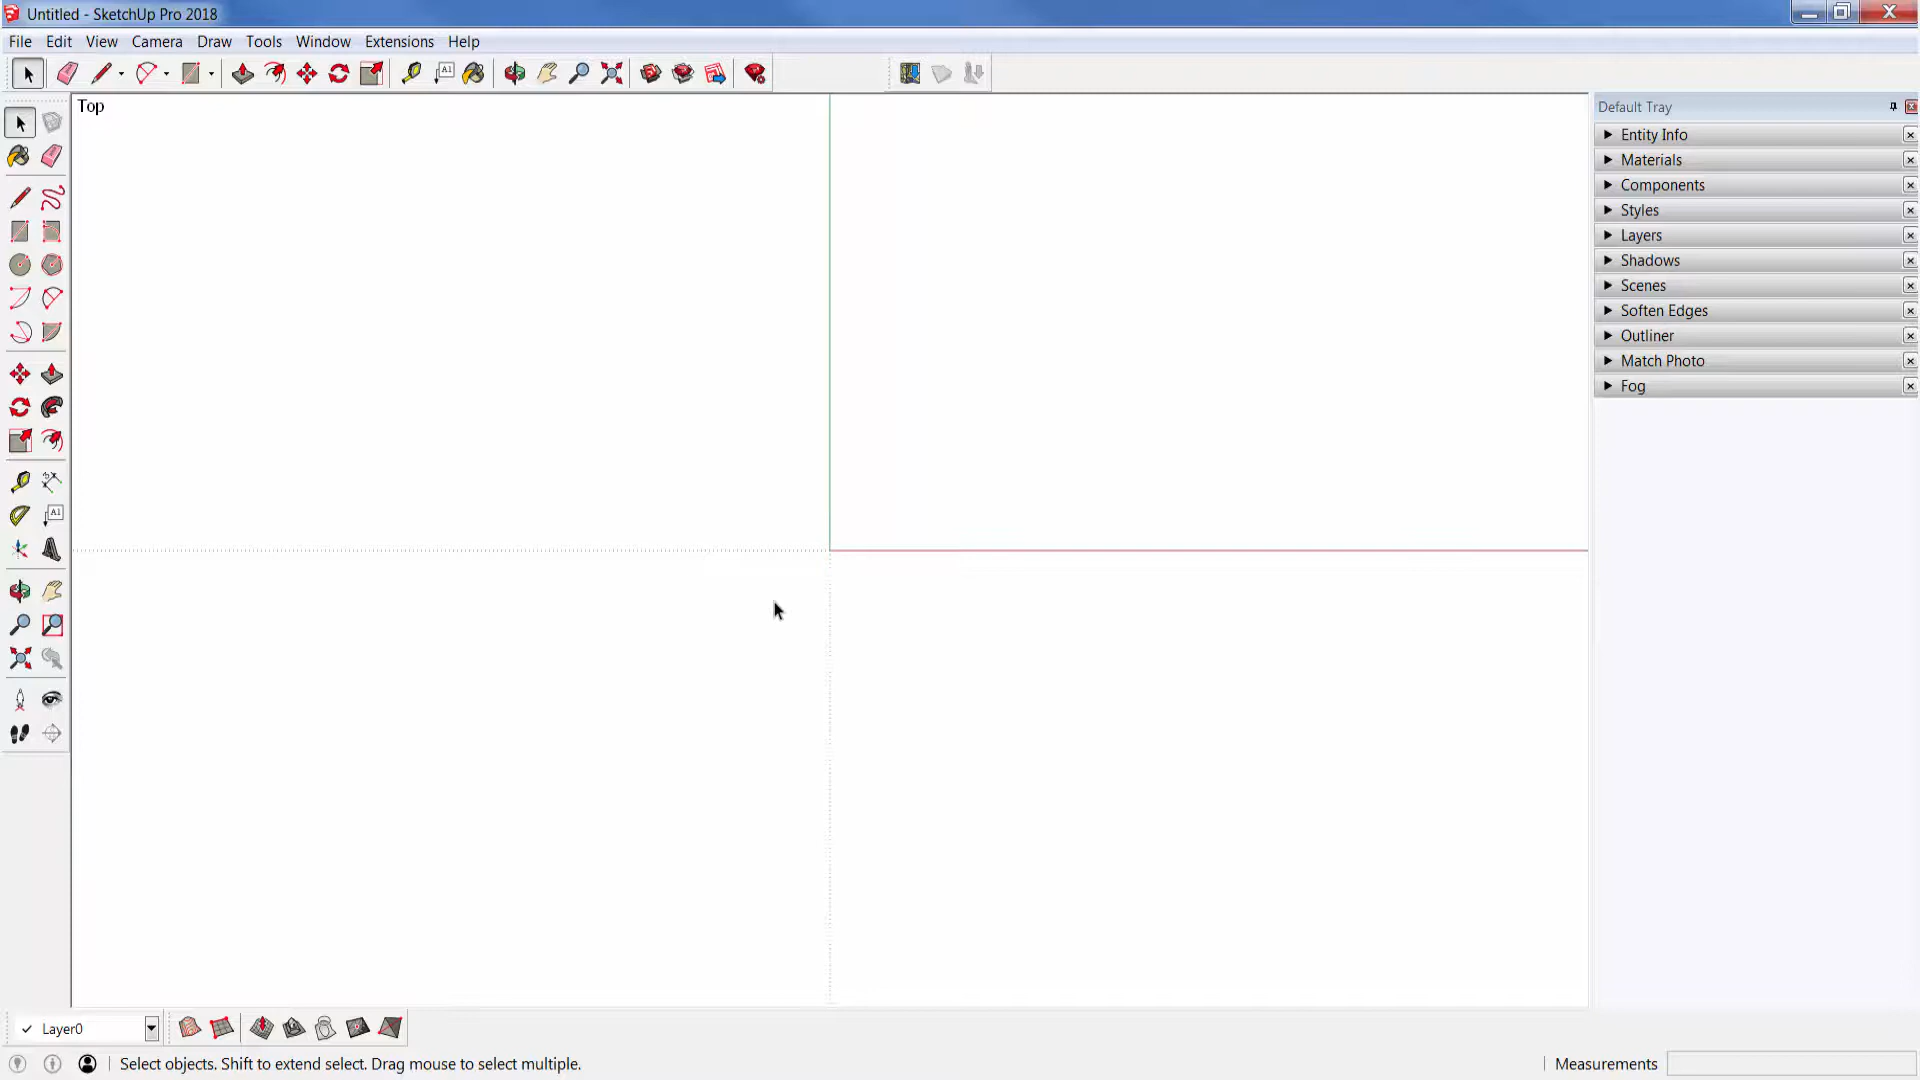 Untitled - SketchUp Pro 2018
File Edit View Camera Draw Tools Window Extensions Help
Top
Default Tray
Entity Info
Materials
Components
Styles
Layers
Shadows
Scenes
Soften Edges
Outliner
Match Photo
Fog
Layer0
Select objects. Shift to extend select. Drag mouse to select multiple.
Measurements